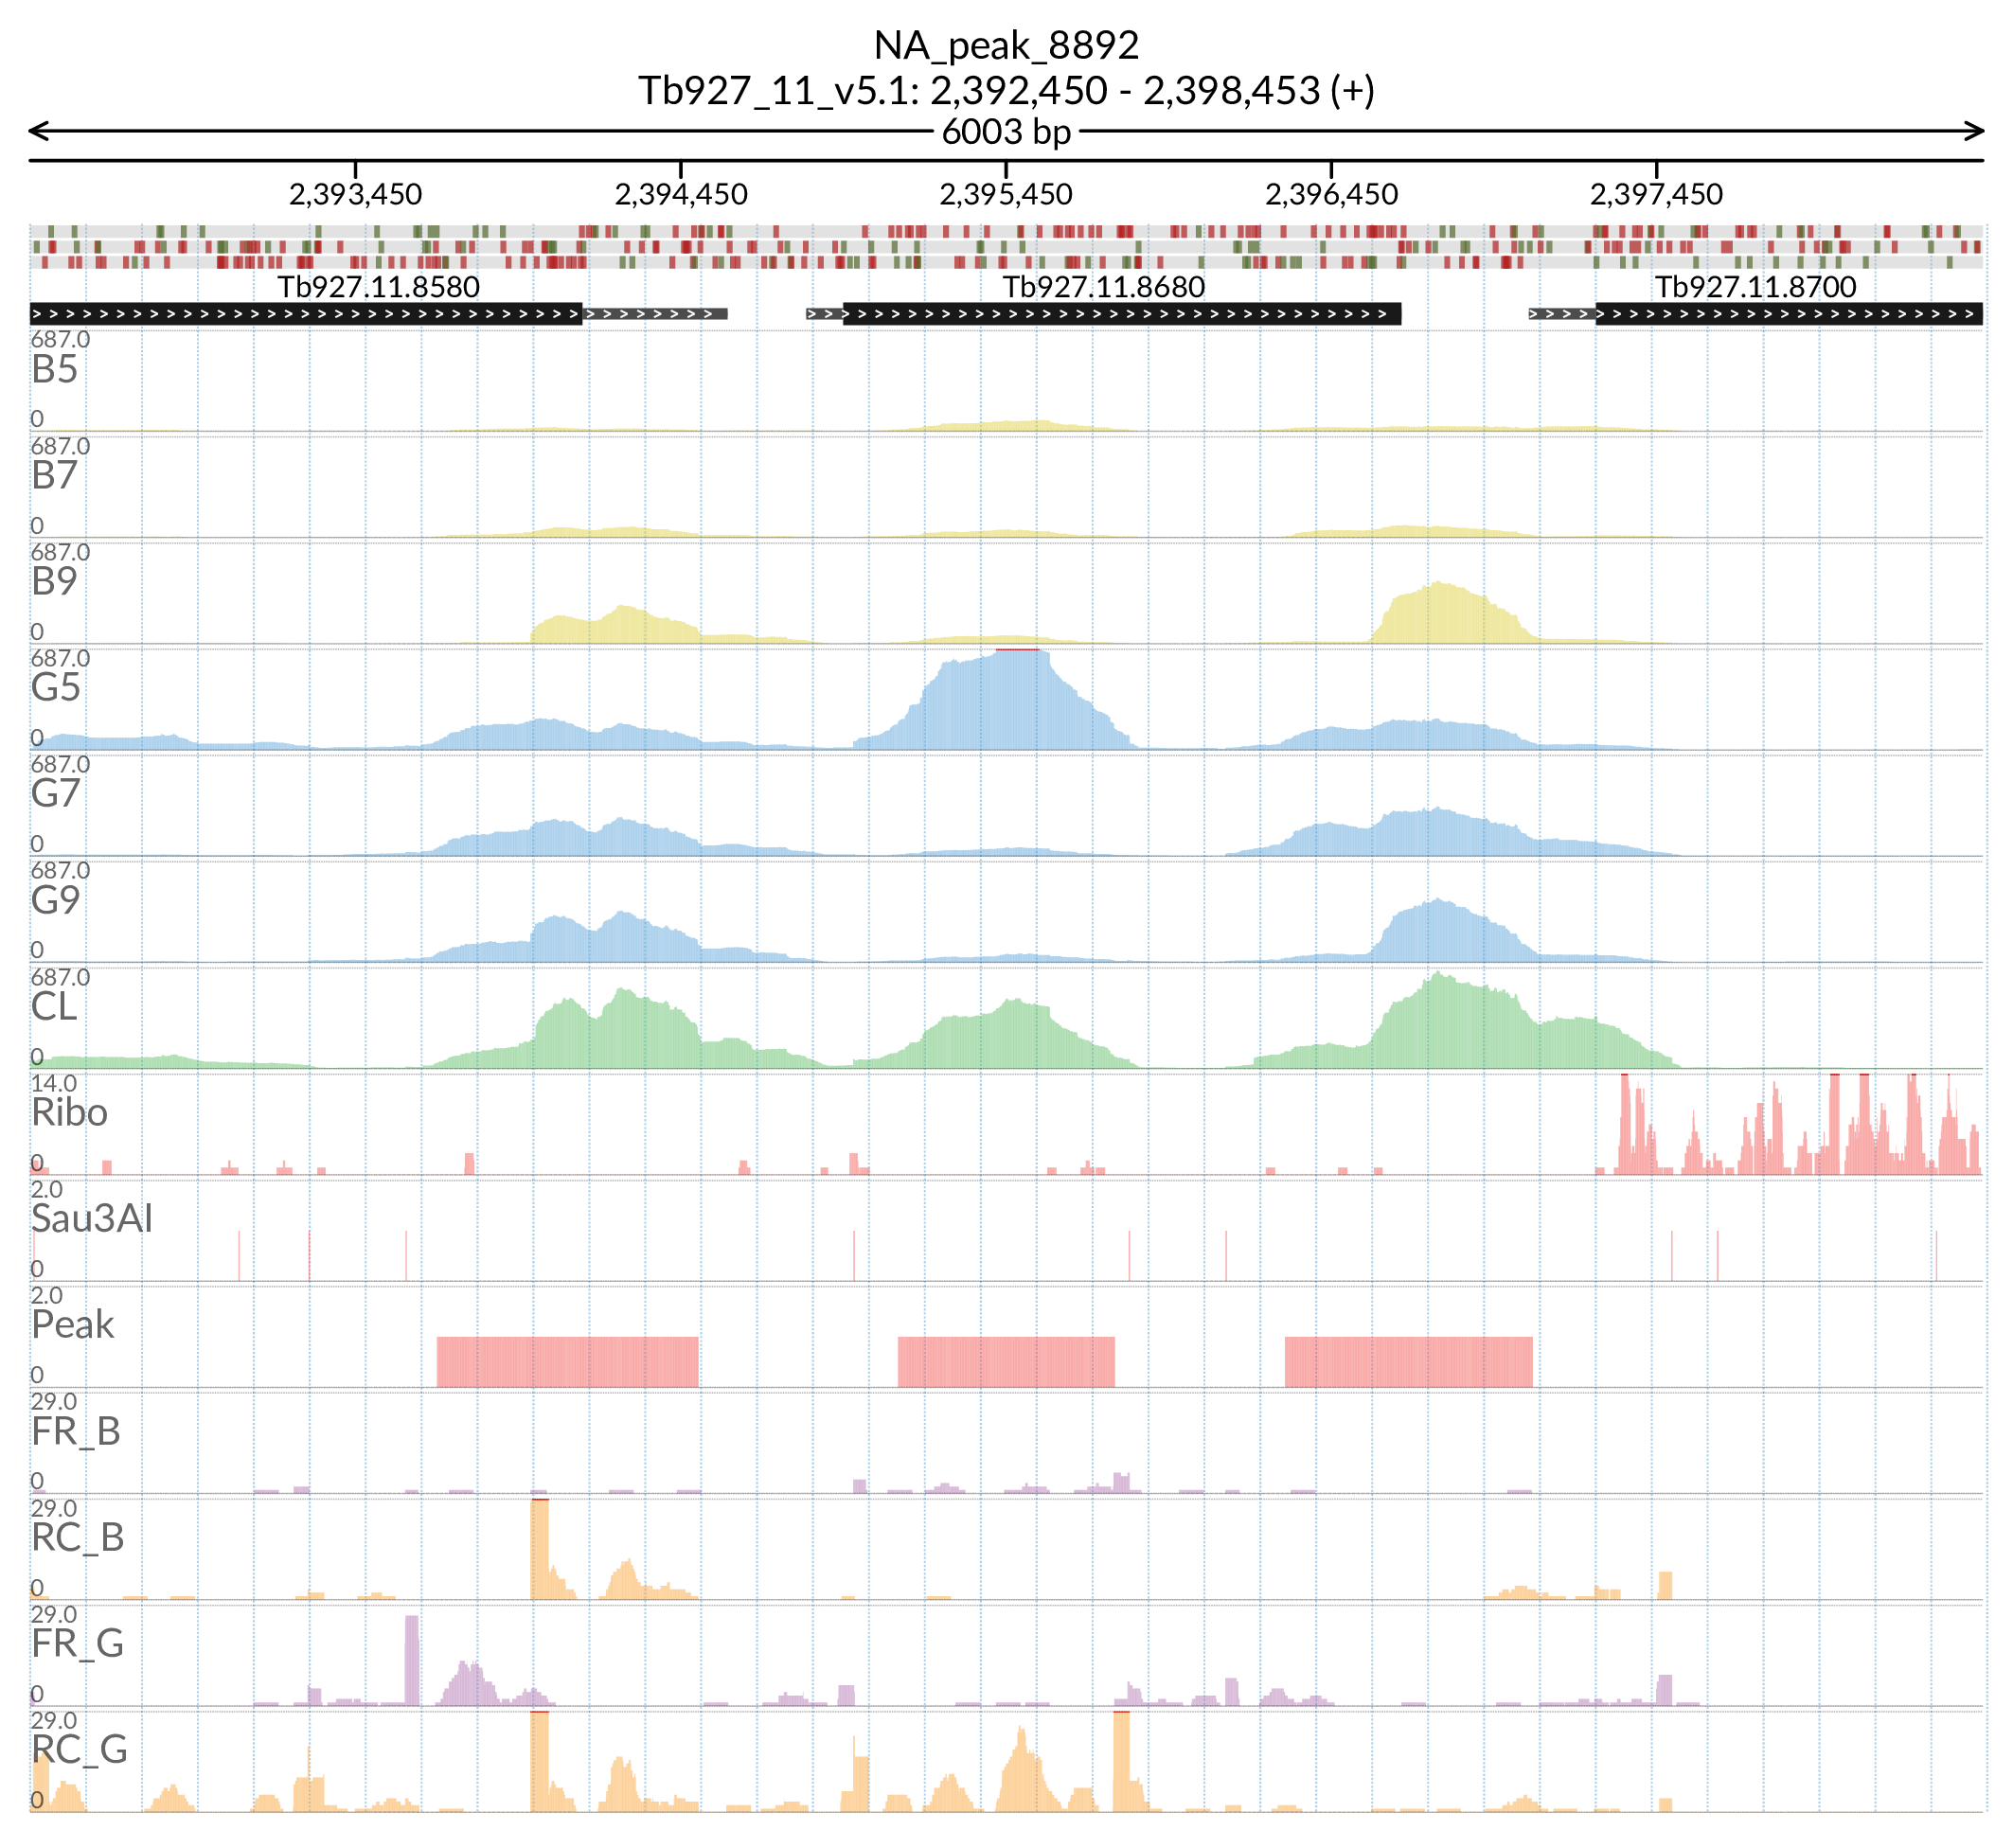 NA_peak_8892
Tb927_11_v5.1: 2,392,450 - 2,398,453 (+)
6003 bp
2,393,450 2,394,450 2,395,450 2,396,450 2,397,450
Tb927.11.8580 Tb927.11.8680 Tb927.11.8700
687.0
B5
0
687.0
B7
0
687.0
B9
0
687.0
G5
0
687.0
G7
0
687.0
G9
0
687.0
CL
0
14.0
Ribo
0
2.0
Sau3AI
0
2.0
Peak
0
29.0
FR_B
0
29.0
RC_B
0
29.0
FR_G
0
29.0
RC_G
0